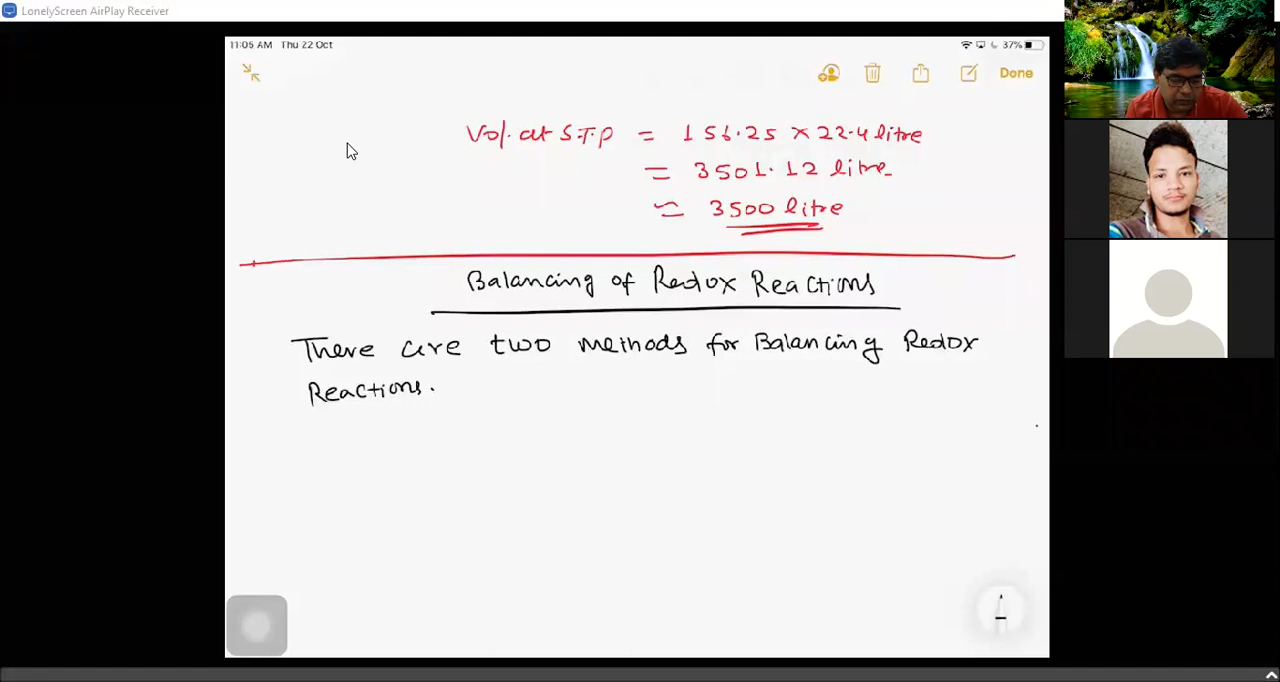 LonelyScreen AirPlay Receiver
11:05 AM Thu 22 Oct
37%
Done
Vol. at S.T.P = 156.25 x 22.4 litre
= 3501.12 litre
≈ 3500 litre
Balancing of Redox Reactions
There are two methods for Balancing Redox
Reactions.